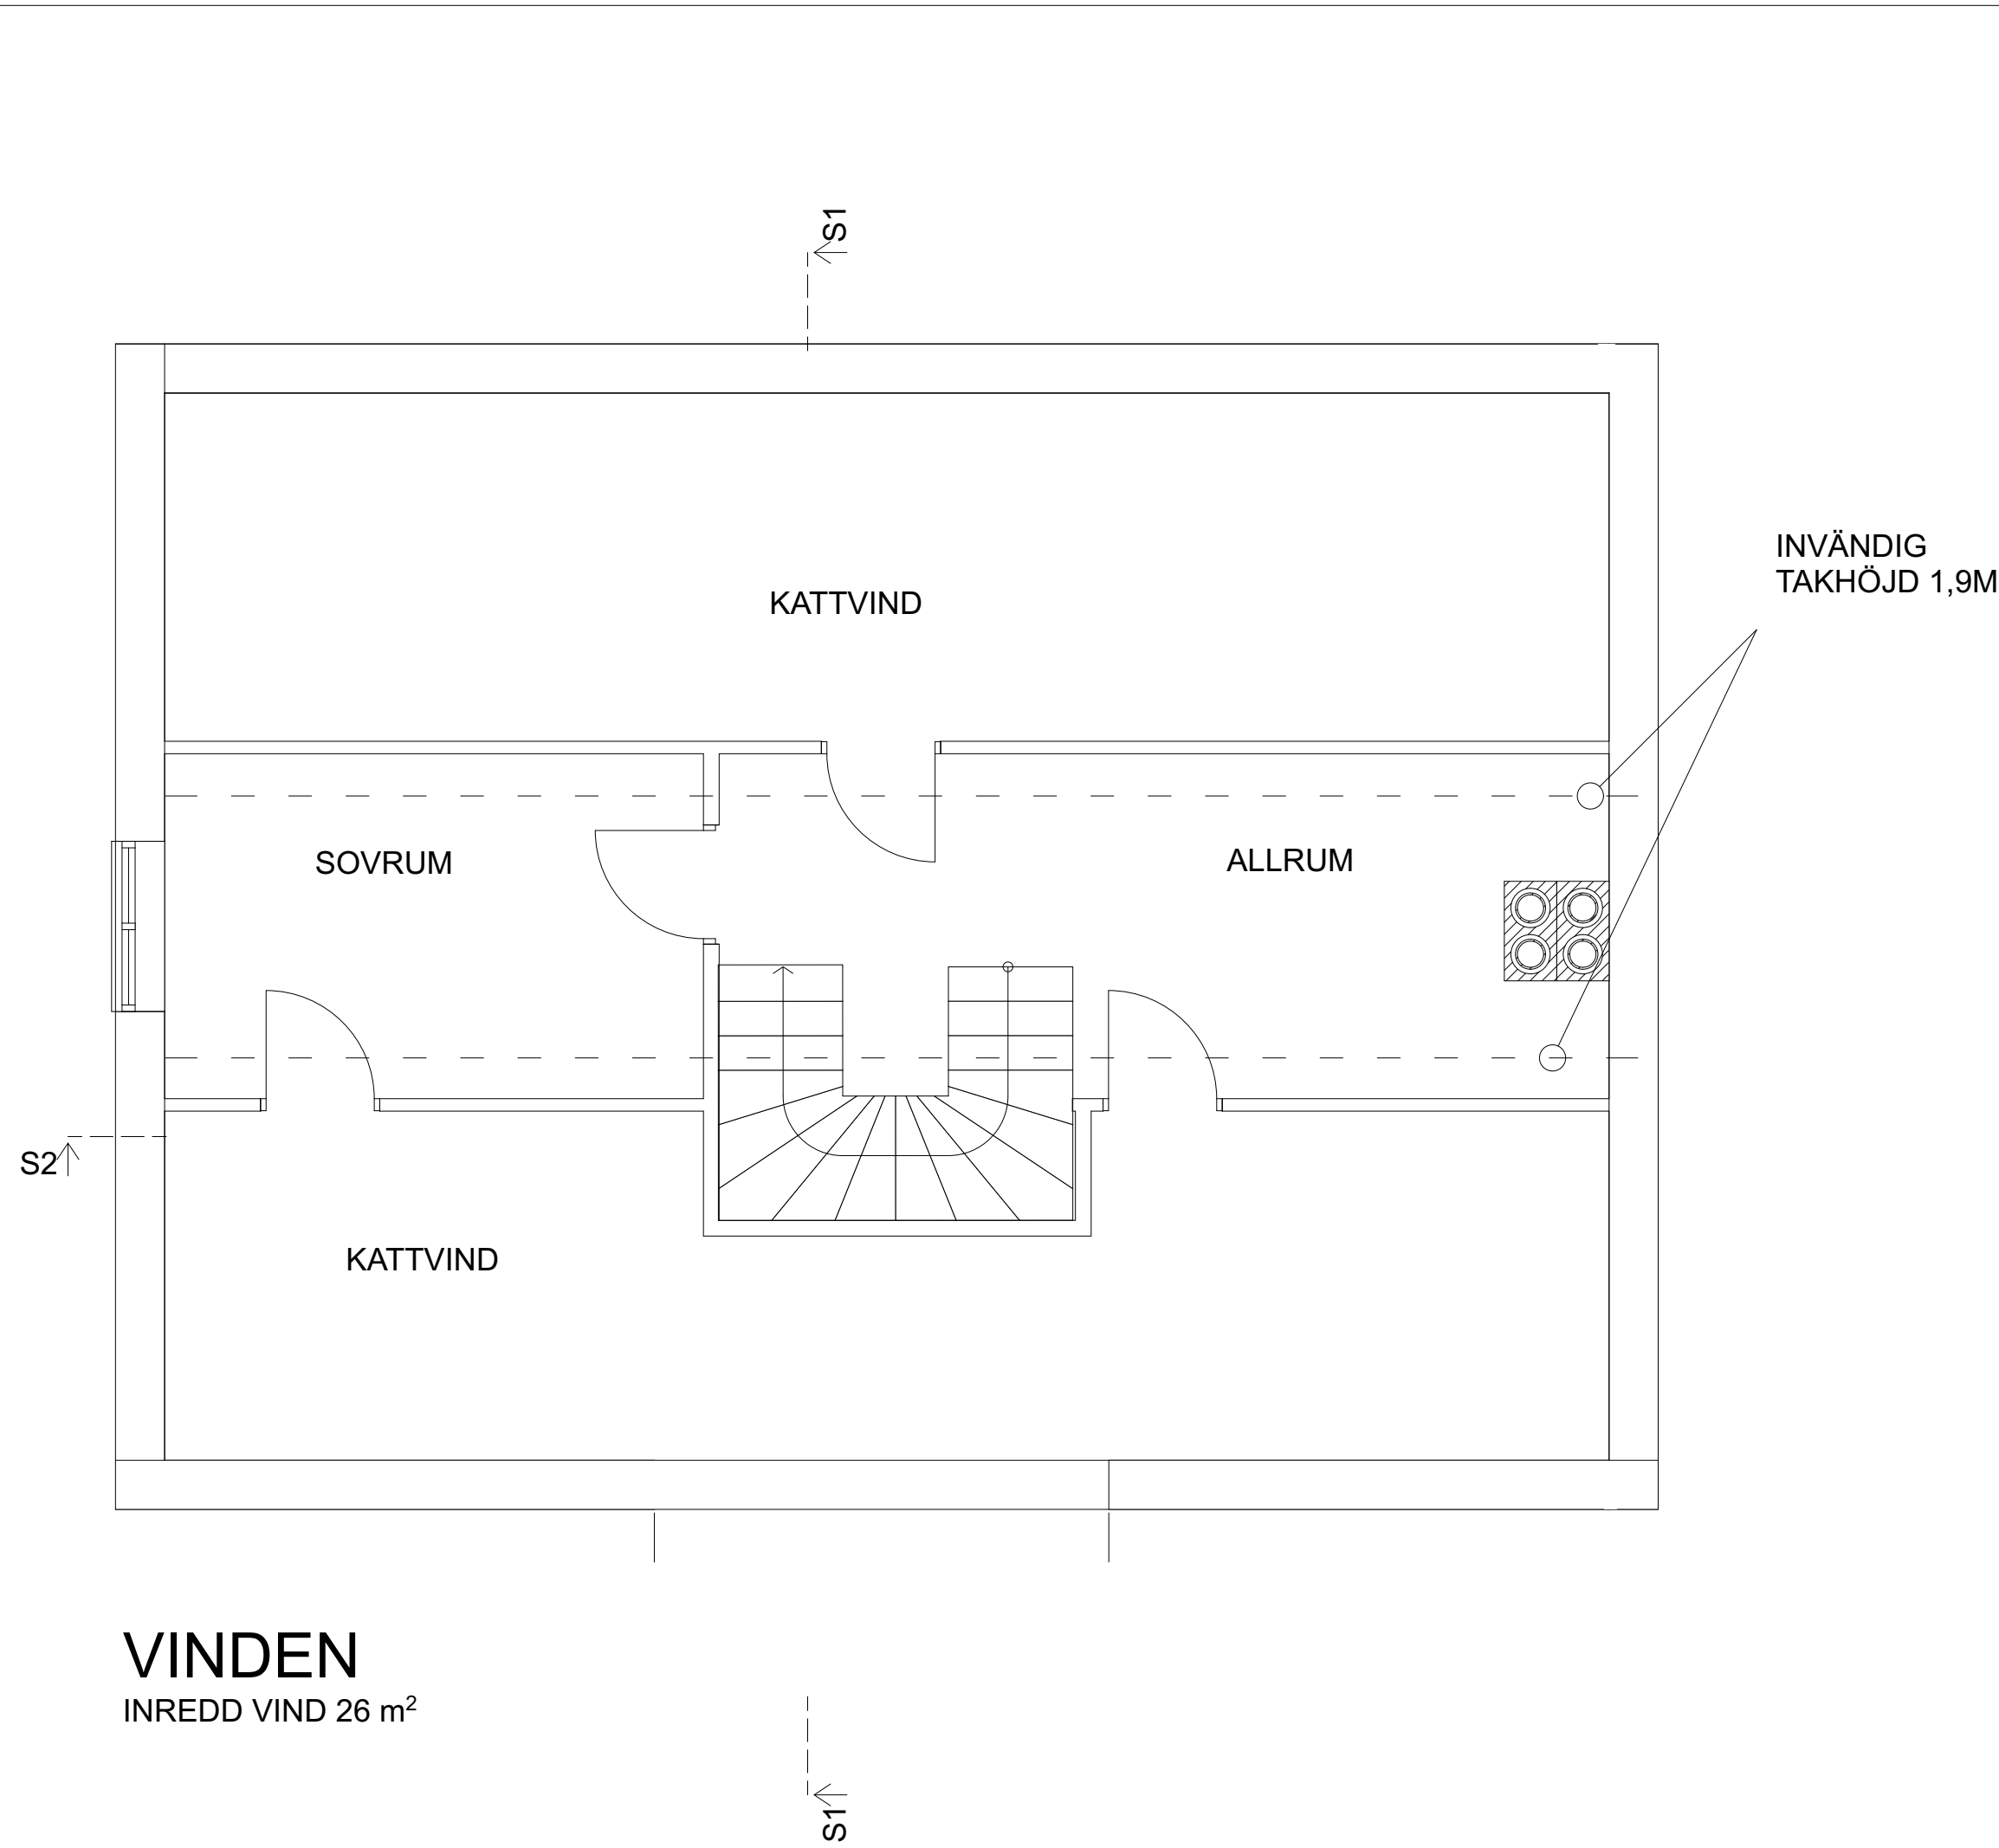 S1
INVÄNDIG
TAKHÖJD 1,9M
KATTVIND
SOVRUM
ALLRUM
S2
KATTVIND
VINDEN
INREDD VIND 26 m²
S1